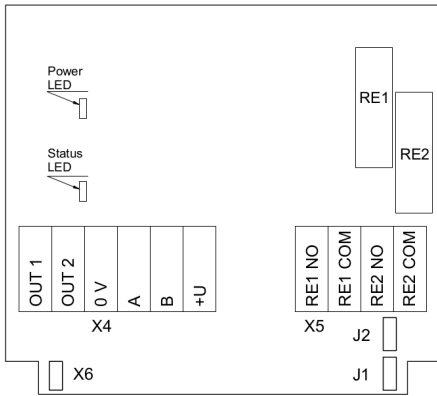 Power
LED
RE1
RE2
Status
LED
OUT 1
OUT 2
0 V
A
B
+U
RE1 NO
RE1 COM
RE2 NO
RE2 COM
X4
X5
J2
X6
J1